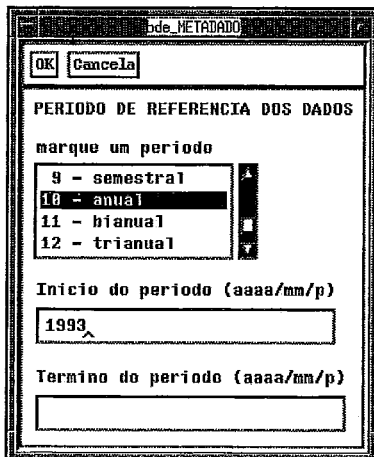 ode_METADADO
OK Cancela
PERIODO DE REFERENCIA DOS DADOS
marque um periodo
9 - semestral
10 - anual
11 - bianual
12 - trianual
Inicio do periodo (aaaa/mm/p)
1993
Termino do periodo (aaaa/mm/p)